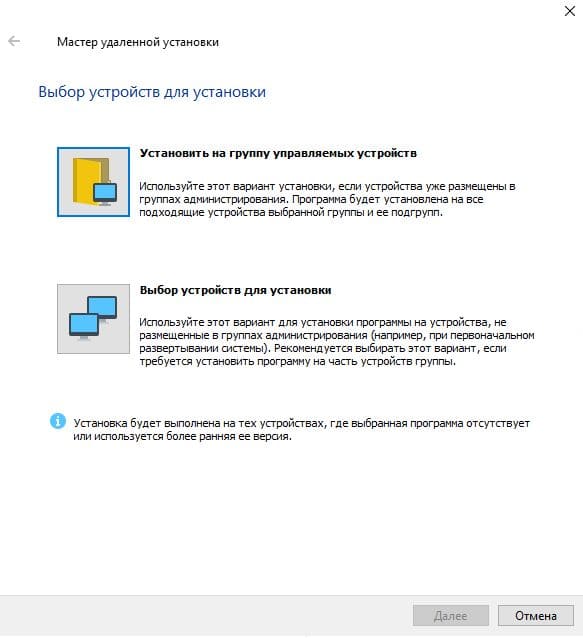 Мастер удаленной установки
Выбор устройств для установки
Установить на группу управляемых устройств
Используйте этот вариант установки, если устройства уже размещены в
группах администрирования. Программа будет установлена на все
подходящие устройства выбранной группы и ее подгрупп.
Выбор устройств для установки
Используйте этот вариант для установки программы на устройства, не
размещенные в группах администрирования (например, при первоначальном
развертывании системы). Рекомендуется выбирать этот вариант, если
требуется установить программу на часть устройств группы.
Установка будет выполнена на тех устройствах, где выбранная программа отсутствует
или используется более ранняя ее версия.
Далее
Отмена